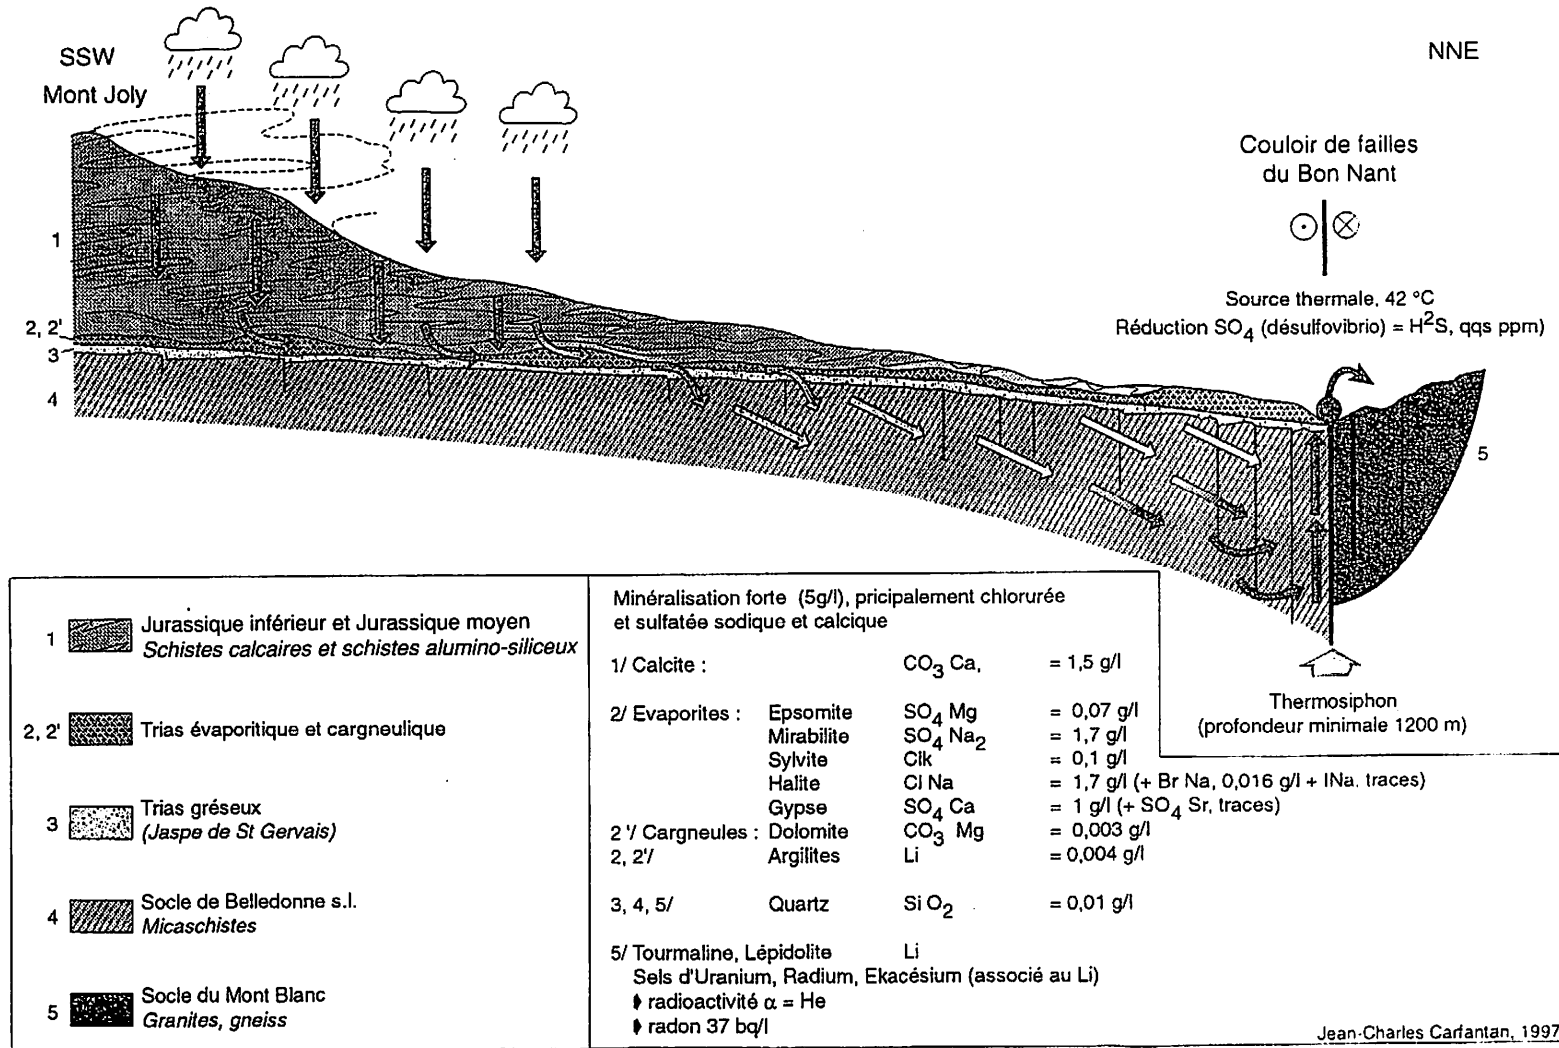 SSW
Mont Joly
NNE
Couloir de failles
du Bon Nant
Source thermale, 42 °C
Réduction SO4 (désulfovibrio) = H2S, qqs ppm)
1
2, 2'
3
4
5
Thermosiphon
(profondeur minimale 1200 m)
1 Jurassique inférieur et Jurassique moyen
Schistes calcaires et schistes alumino-siliceux
2, 2' Trias évaporitique et cargneulique
3 Trias gréseux
(Jaspe de St Gervais)
4 Socle de Belledonne s.l.
Micaschistes
5 Socle du Mont Blanc
Granites, gneiss
Minéralisation forte (5g/l), pricipalement chlorurée
et sulfatée sodique et calcique
1/ Calcite : CO3 Ca, = 1,5 g/l
2/ Evaporites : Epsomite SO4 Mg = 0,07 g/l
Mirabilite SO4 Na2 = 1,7 g/l
Sylvite Clk = 0,1 g/l
Halite Cl Na = 1,7 g/l (+ Br Na, 0,016 g/l + INa. traces)
Gypse SO4 Ca = 1 g/l (+ SO4 Sr, traces)
2 '/ Cargneules : Dolomite CO3 Mg = 0,003 g/l
2, 2'/ Argilites Li = 0,004 g/l
3, 4, 5/ Quartz Si O2 = 0,01 g/l
5/ Tourmaline, Lépidolite Li
Sels d'Uranium, Radium, Ekacésium (associé au Li)
radioactivité α = He
radon 37 bq/l
Jean-Charles Carfantan, 1997